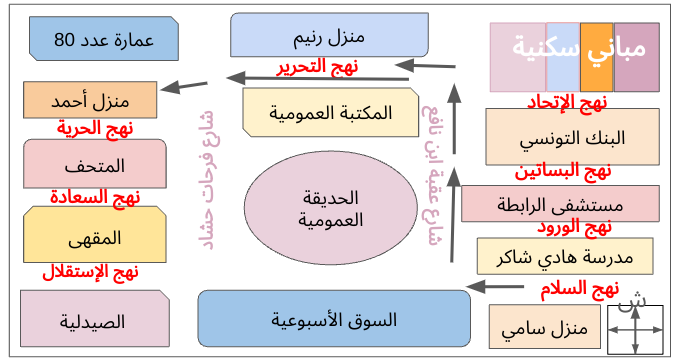 مباني سكنية
منزل رنيم
عمارة عدد 80
نهج التحرير
نهج الإتحاد
منزل أحمد
المكتبة العمومية
البنك التونسي
نهج الحرية
شارع فرحات حشاد
شارع عقبة ابن نافع
المتحف
نهج البساتين
الحديقة
العمومية
مستشفى الرابطة
نهج السعادة
نهج الورود
المقهى
مدرسة هادي شاكر
نهج الإستقلال
نهج السلام
ش
الصيدلية
السوق الأسبوعية
منزل سامي